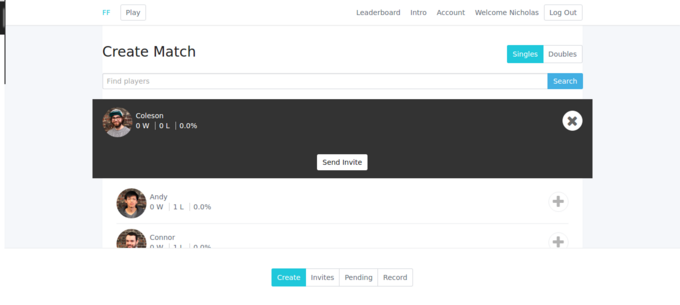 FF Play Leaderboard Intro Account Welcome Nicholas Log Out
Create Match Singles Doubles
Find players Search
Coleson
0 W 0 L 0.0%
Send Invite
Andy
0 W 1 L 0.0%
Connor
0 W 1 L 0.0%
Create Invites Pending Record